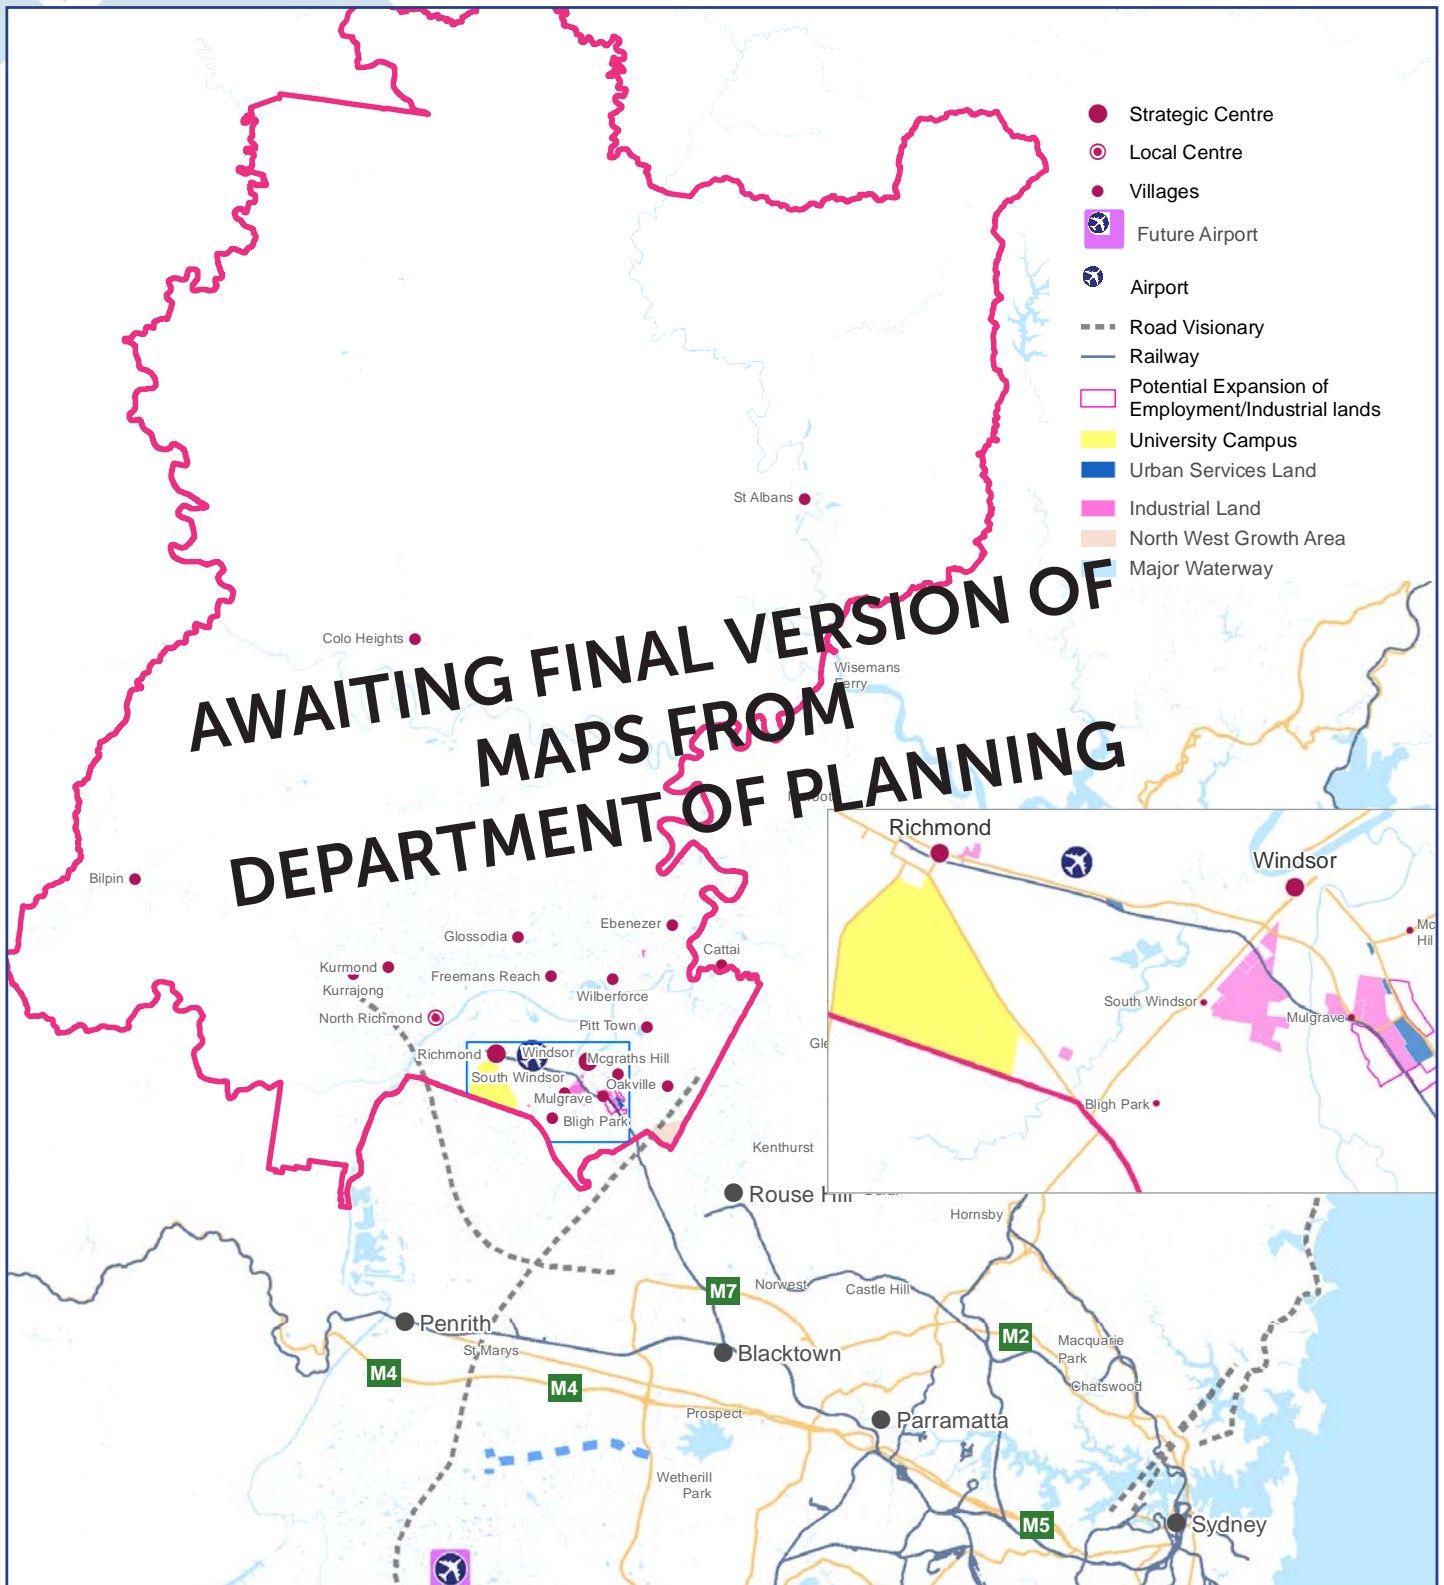 Strategic Centre
Local Centre
Villages
Future Airport
Airport
Road Visionary
Railway
Potential Expansion of
Employment/Industrial lands
University Campus
Urban Services Land
Industrial Land
North West Growth Area
Major Waterway
St Albans
Colo Heights
AWAITING FINAL VERSION OF
MAPS FROM
DEPARTMENT OF PLANNING
Wisemans
Ferry
Bilpin
Glossodia
Ebenezer
Cattai
Kurmond
Kurrajong
Freemans Reach
Wilberforce
North Richmond
Pitt Town
Richmond
Windsor
Mcgraths Hill
South Windsor
Oakville
Mulgrave
Bligh Park
Richmond
Windsor
Mc
Hil
South Windsor
Mulgrave
Bligh Park
Gle
Kenthurst
Rouse Hill
Hornsby
M7
Norwest
Castle Hill
Penrith
St Marys
M2
Macquarie
Park
Blacktown
M4
M4
Chatswood
Prospect
Parramatta
Wetherill
Park
M5
Sydney